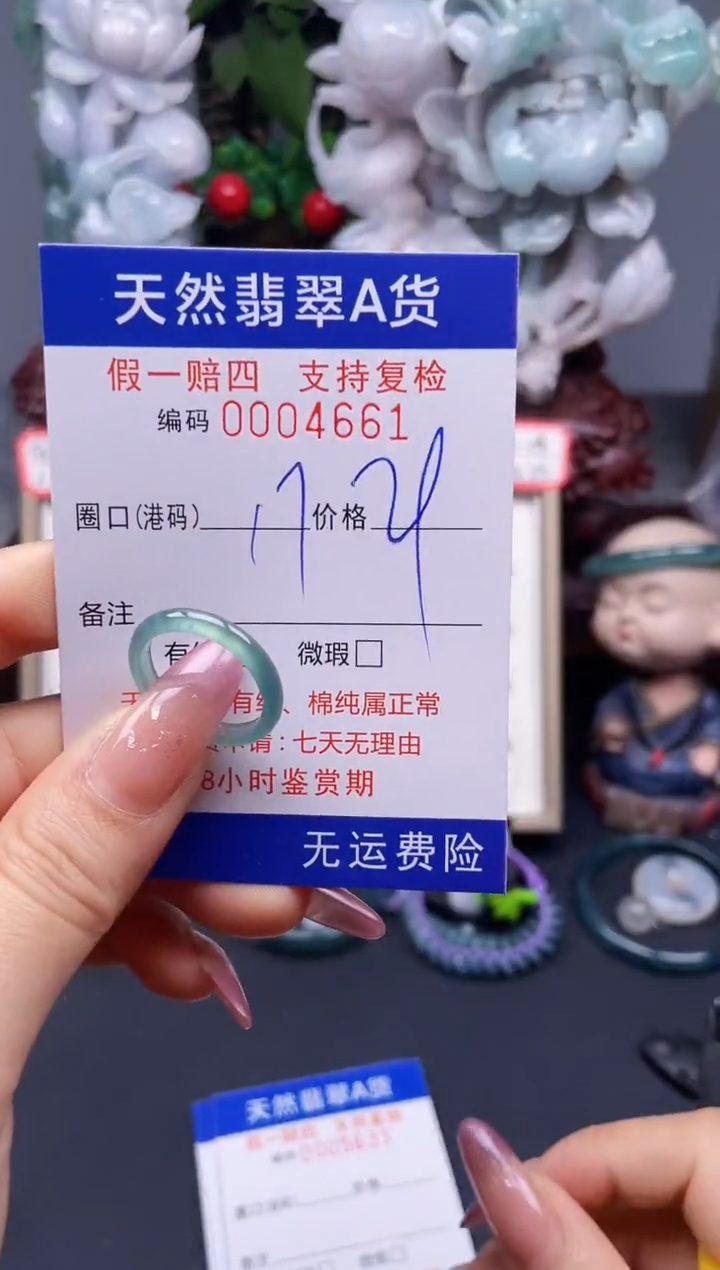 天然翡翠A货
假一赔四 支持复检
编码 0004661
圈口(港码) 17 价格
备注
有 微瑕□
有 、棉纯属正常
请:七天无理由
8小时鉴赏期
无运费险
天然翡翠A货